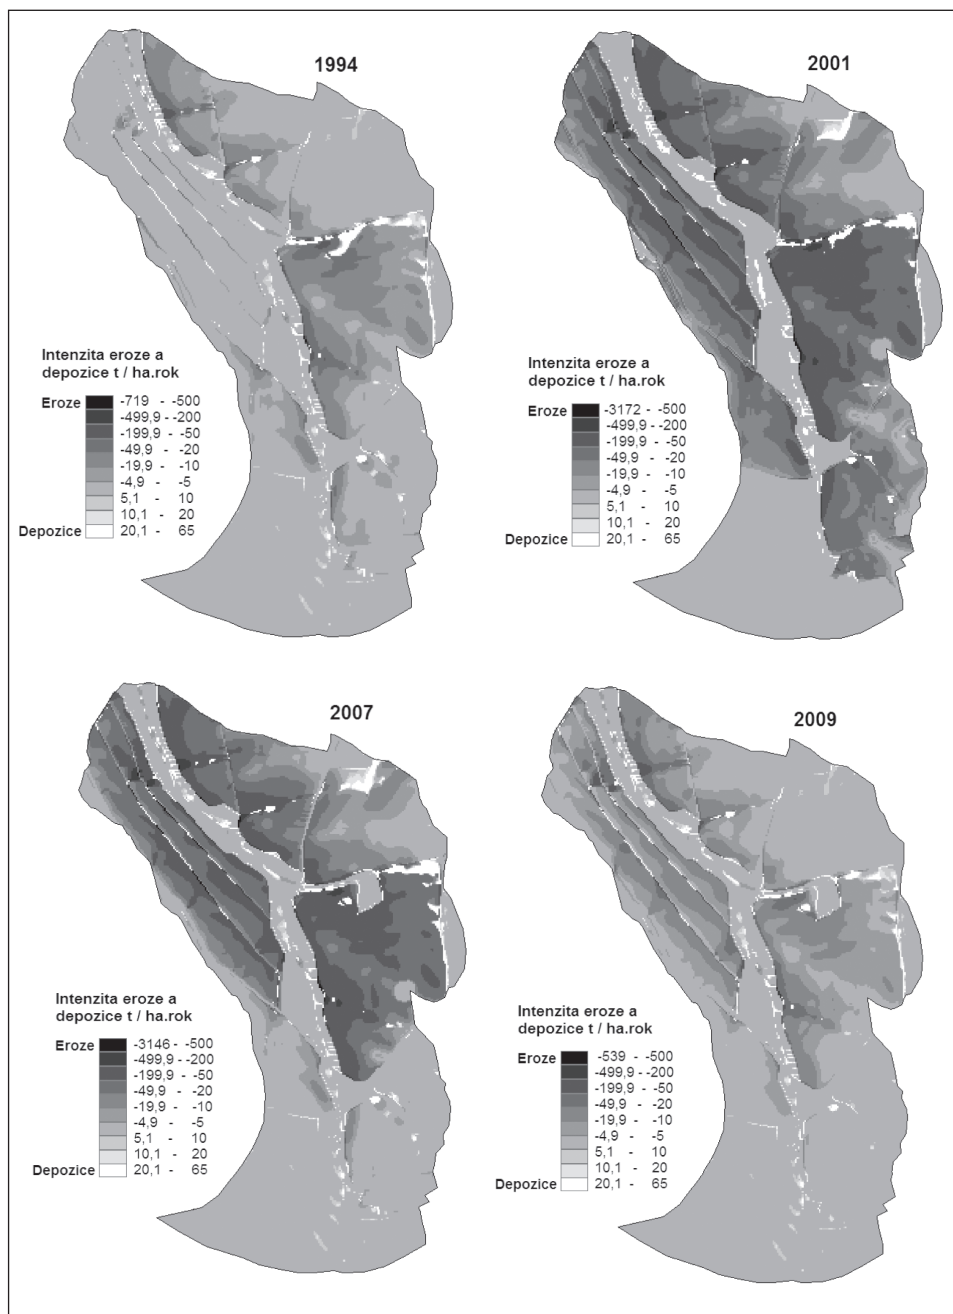 1994
Intenzita eroze a
depozice t / ha.rok
Eroze -719 - -500
-499,9 - -200
-199,9 - -50
-49,9 - -20
-19,9 - -10
-4,9 - -5
5,1 - 10
10,1 - 20
Depozice 20,1 - 65
2001
Intenzita eroze a
depozice t / ha.rok
Eroze -3172 - -500
-499,9 - -200
-199,9 - -50
-49,9 - -20
-19,9 - -10
-4,9 - -5
5,1 - 10
10,1 - 20
Depozice 20,1 - 65
2007
Intenzita eroze a
depozice t / ha.rok
Eroze -3146 - -500
-499,9 - -200
-199,9 - -50
-49,9 - -20
-19,9 - -10
-4,9 - -5
5,1 - 10
10,1 - 20
Depozice 20,1 - 65
2009
Intenzita eroze a
depozice t / ha.rok
Eroze -539 - -500
-499,9 - -200
-199,9 - -50
-49,9 - -20
-19,9 - -10
-4,9 - -5
5,1 - 10
10,1 - 20
Depozice 20,1 - 65